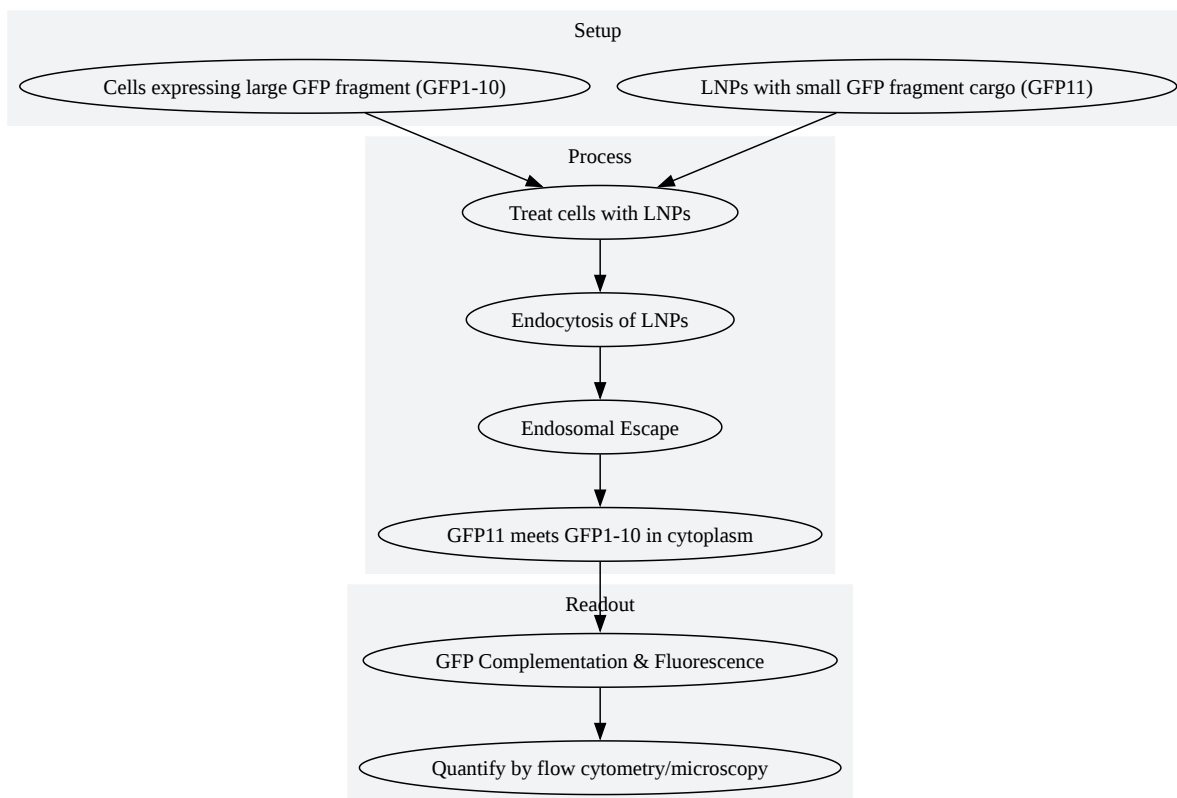 Setup
Cells expressing large GFP fragment (GFP1-10)
LNPs with small GFP fragment cargo (GFP11)
Process
Treat cells with LNPs
Endocytosis of LNPs
Endosomal Escape
GFP11 meets GFP1-10 in cytoplasm
Readout
GFP Complementation & Fluorescence
Quantify by flow cytometry/microscopy